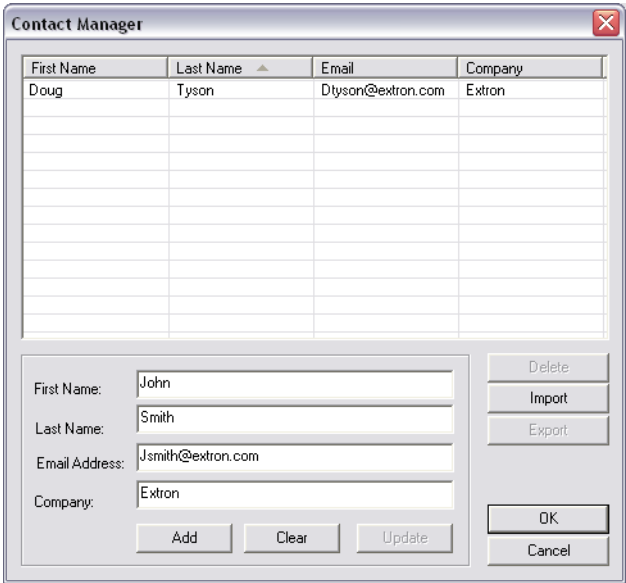 Contact Manager
First Name Last Name Email Company
Doug Tyson Dtyson@extron.com Extron
First Name: John
Last Name: Smith
Email Address: Jsmith@extron.com
Company: Extron
Add Clear Update
Delete
Import
Export
OK
Cancel